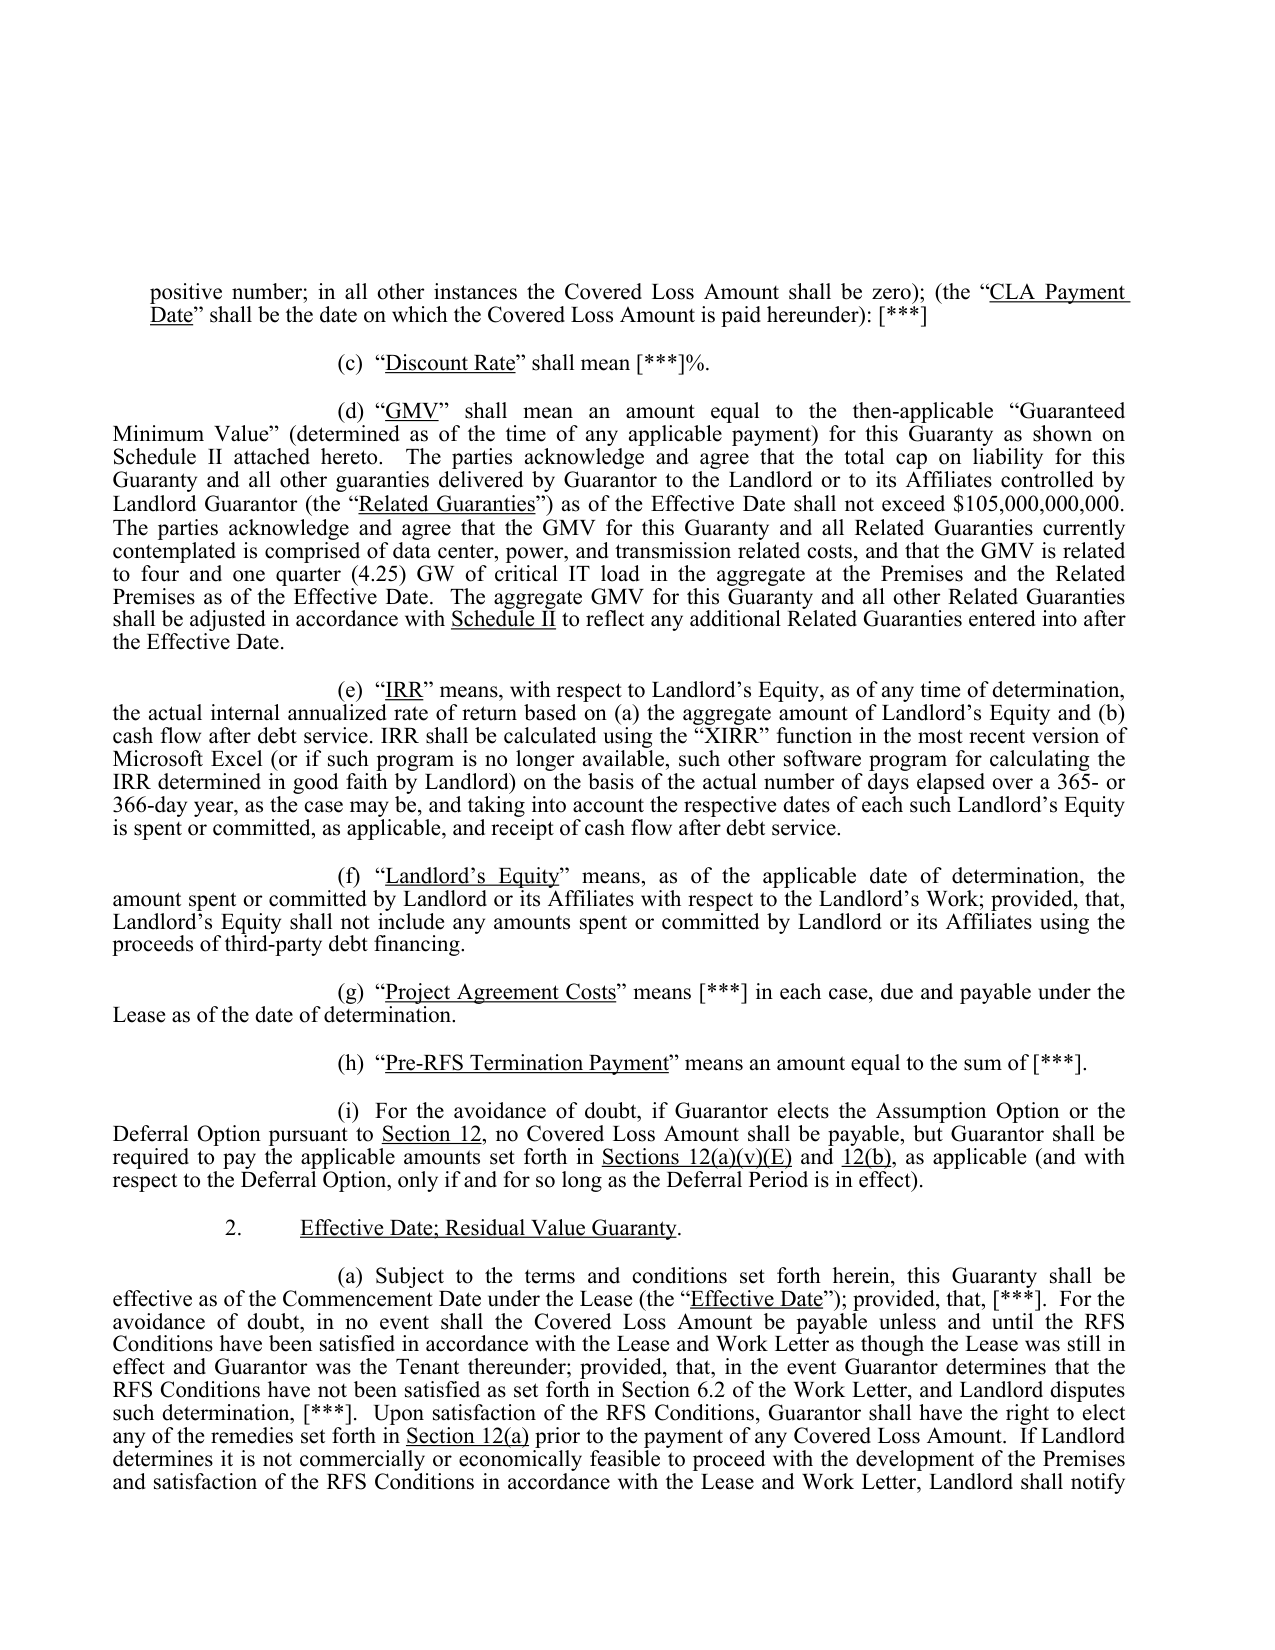 positive number; in all other instances the Covered Loss Amount shall be zero); (the “CLA Payment
Date” shall be the date on which the Covered Loss Amount is paid hereunder): [***]
(c) “Discount Rate” shall mean [***]%.
(d) “GMV” shall mean an amount equal to the then-applicable “Guaranteed
Minimum Value” (determined as of the time of any applicable payment) for this Guaranty as shown on
Schedule II attached hereto. The parties acknowledge and agree that the total cap on liability for this
Guaranty and all other guaranties delivered by Guarantor to the Landlord or to its Affiliates controlled by
Landlord Guarantor (the “Related Guaranties”) as of the Effective Date shall not exceed $105,000,000,000.
The parties acknowledge and agree that the GMV for this Guaranty and all Related Guaranties currently
contemplated is comprised of data center, power, and transmission related costs, and that the GMV is related
to four and one quarter (4.25) GW of critical IT load in the aggregate at the Premises and the Related
Premises as of the Effective Date. The aggregate GMV for this Guaranty and all other Related Guaranties
shall be adjusted in accordance with Schedule II to reflect any additional Related Guaranties entered into after
the Effective Date.
(e) “IRR” means, with respect to Landlord’s Equity, as of any time of determination,
the actual internal annualized rate of return based on (a) the aggregate amount of Landlord’s Equity and (b)
cash flow after debt service. IRR shall be calculated using the “XIRR” function in the most recent version of
Microsoft Excel (or if such program is no longer available, such other software program for calculating the
IRR determined in good faith by Landlord) on the basis of the actual number of days elapsed over a 365- or
366-day year, as the case may be, and taking into account the respective dates of each such Landlord’s Equity
is spent or committed, as applicable, and receipt of cash flow after debt service.
(f) “Landlord’s Equity” means, as of the applicable date of determination, the
amount spent or committed by Landlord or its Affiliates with respect to the Landlord’s Work; provided, that,
Landlord’s Equity shall not include any amounts spent or committed by Landlord or its Affiliates using the
proceeds of third-party debt financing.
(g) “Project Agreement Costs” means [***] in each case, due and payable under the
Lease as of the date of determination.
(h) “Pre-RFS Termination Payment” means an amount equal to the sum of [***].
(i) For the avoidance of doubt, if Guarantor elects the Assumption Option or the
Deferral Option pursuant to Section 12, no Covered Loss Amount shall be payable, but Guarantor shall be
required to pay the applicable amounts set forth in Sections 12(a)(v)(E) and 12(b), as applicable (and with
respect to the Deferral Option, only if and for so long as the Deferral Period is in effect).
2. Effective Date; Residual Value Guaranty.
(a) Subject to the terms and conditions set forth herein, this Guaranty shall be
effective as of the Commencement Date under the Lease (the “Effective Date”); provided, that, [***]. For the
avoidance of doubt, in no event shall the Covered Loss Amount be payable unless and until the RFS
Conditions have been satisfied in accordance with the Lease and Work Letter as though the Lease was still in
effect and Guarantor was the Tenant thereunder; provided, that, in the event Guarantor determines that the
RFS Conditions have not been satisfied as set forth in Section 6.2 of the Work Letter, and Landlord disputes
such determination, [***]. Upon satisfaction of the RFS Conditions, Guarantor shall have the right to elect
any of the remedies set forth in Section 12(a) prior to the payment of any Covered Loss Amount. If Landlord
determines it is not commercially or economically feasible to proceed with the development of the Premises
and satisfaction of the RFS Conditions in accordance with the Lease and Work Letter, Landlord shall notify